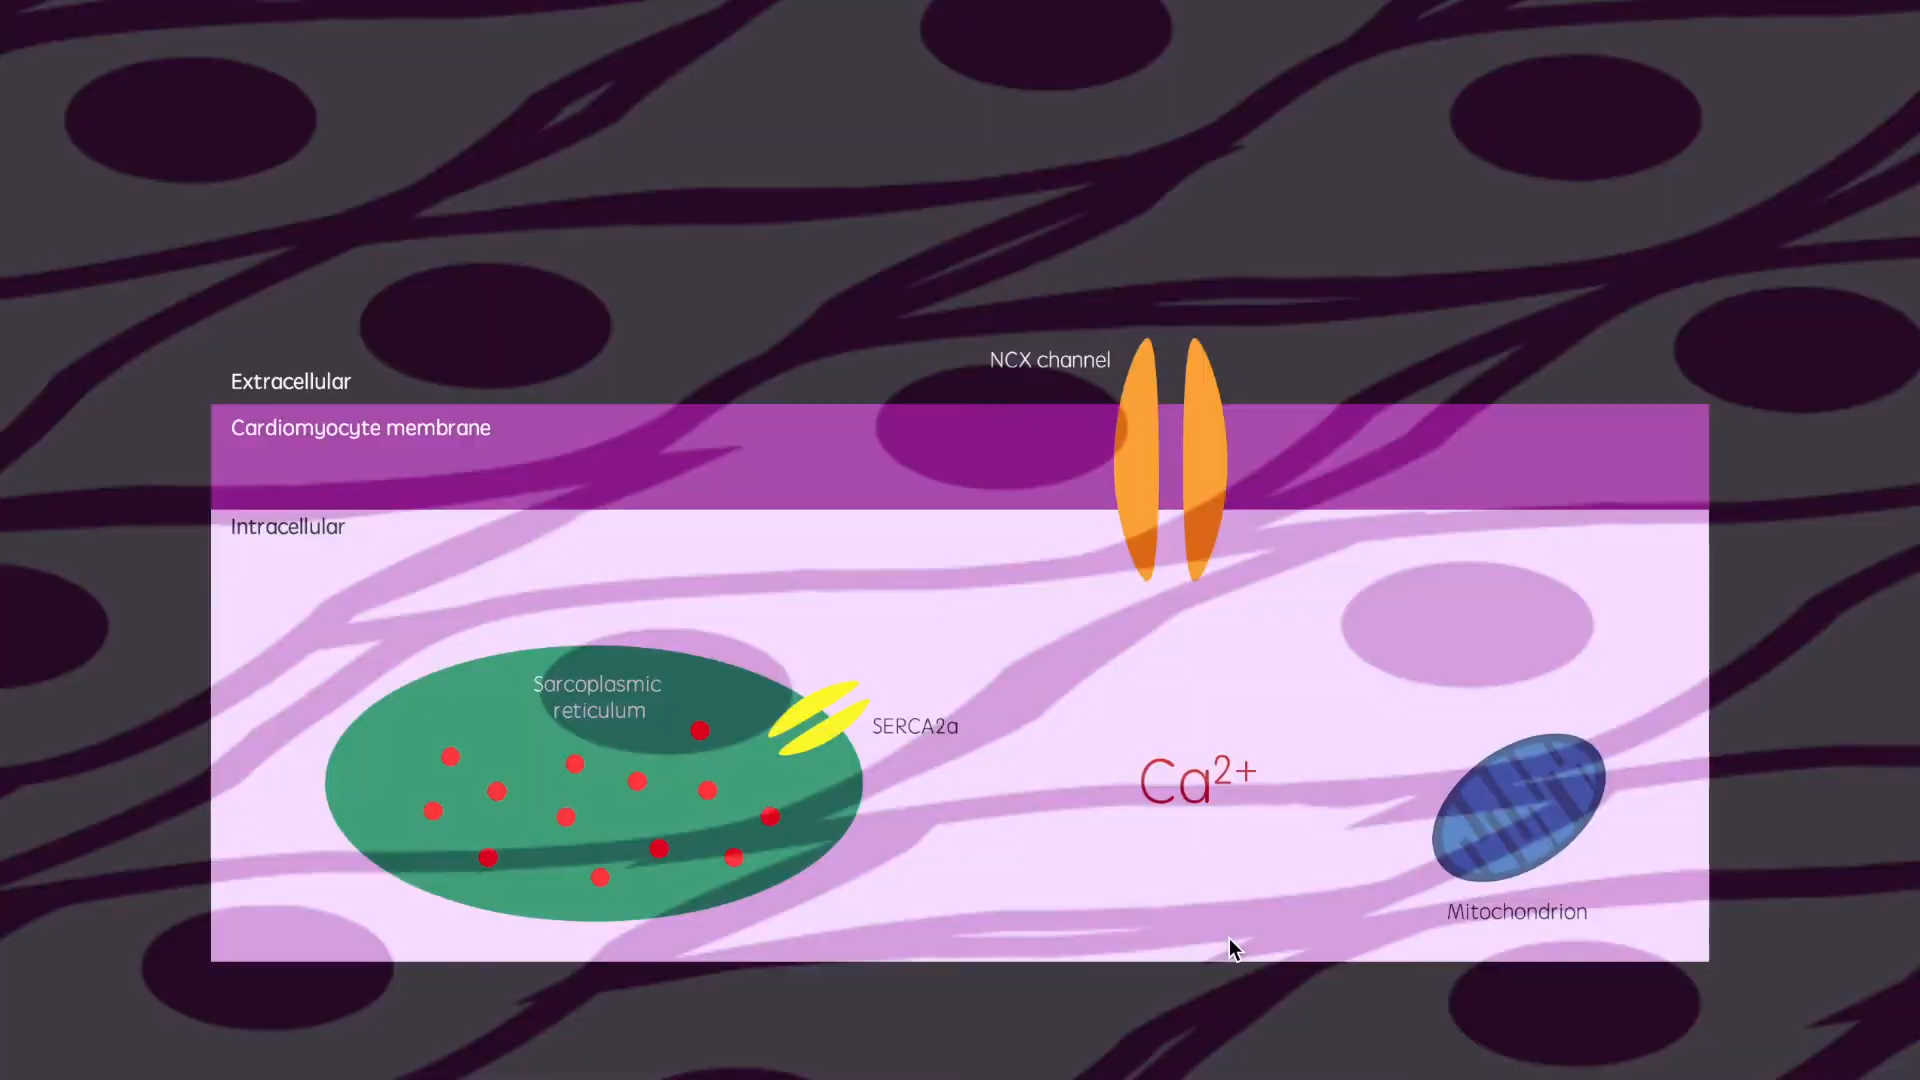 NCX channel
Extracellular
Cardiomyocyte membrane
Intracellular
Sarcoplasmic
reticulum
SERCA2a
Ca²⁺
Mitochondrion